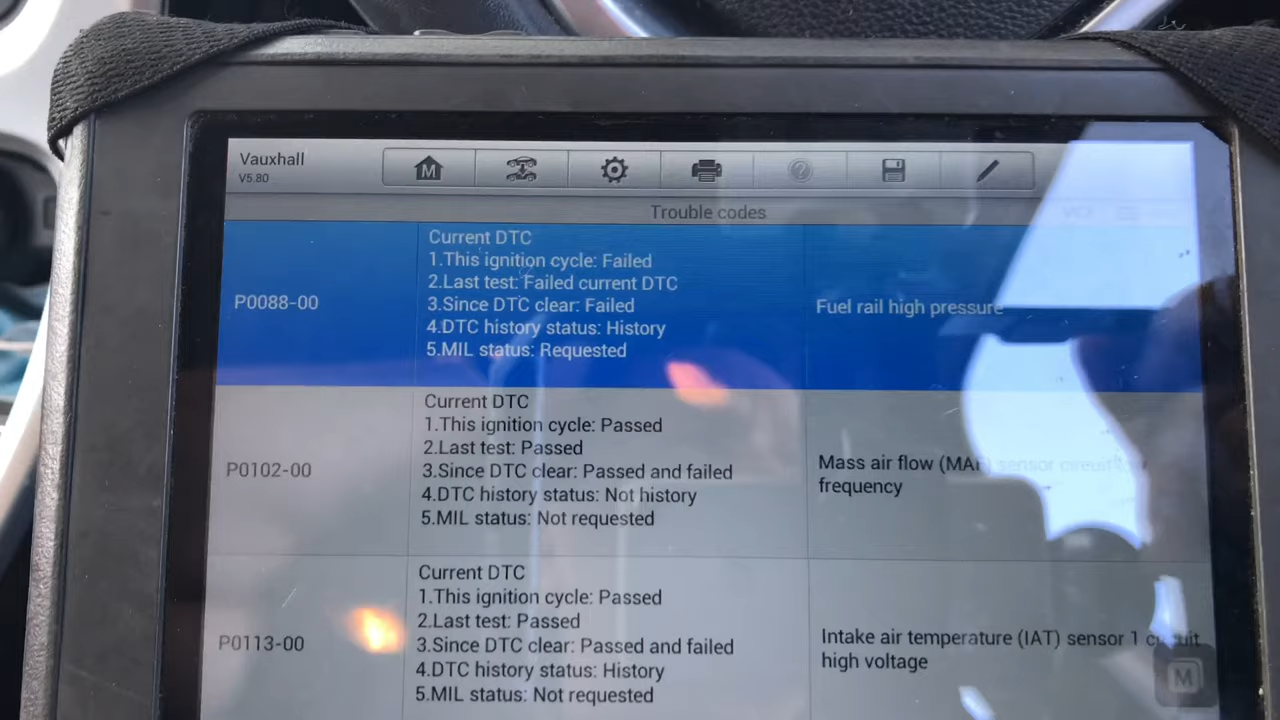 Vauxhall
V5.80
M
Trouble codes
P0088-00
Current DTC
1.This ignition cycle: Failed
2.Last test: Failed current DTC
3.Since DTC clear: Failed
4.DTC history status: History
5.MIL status: Requested
Fuel rail high pressure
P0102-00
Current DTC
1.This ignition cycle: Passed
2.Last test: Passed
3.Since DTC clear: Passed and failed
4.DTC history status: Not history
5.MIL status: Not requested
Mass air flow (MAF) sensor circuit
frequency
P0113-00
Current DTC
1.This ignition cycle: Passed
2.Last test: Passed
3.Since DTC clear: Passed and failed
4.DTC history status: History
5.MIL status: Not requested
Intake air temperature (IAT) sensor 1 circuit
high voltage
M